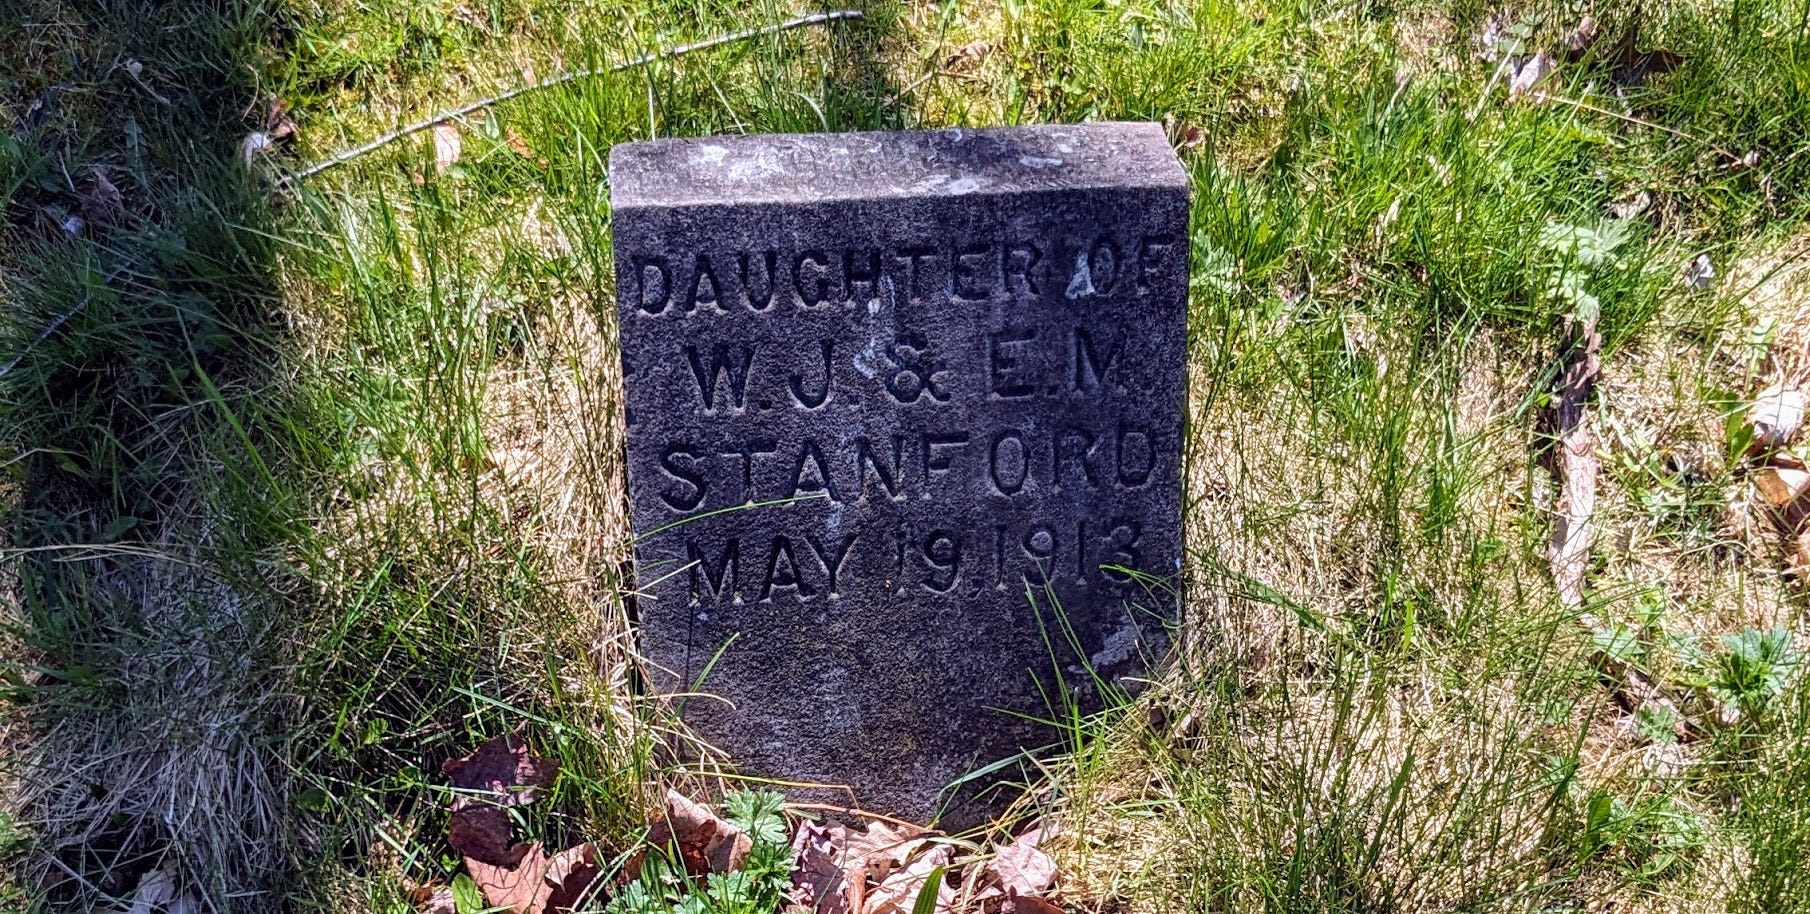 DAUGHTER OF
W. J. & E. M.
STANFORD
MAY 19, 1913